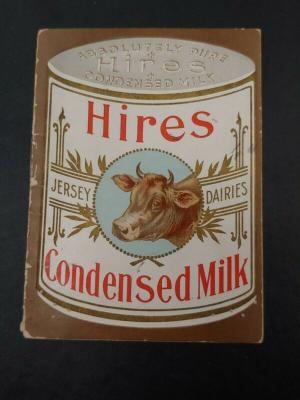 ABSOLUTELY PURE
Hires
CONDENSED MILK
Hires
JERSEY DAIRIES
Condensed Milk